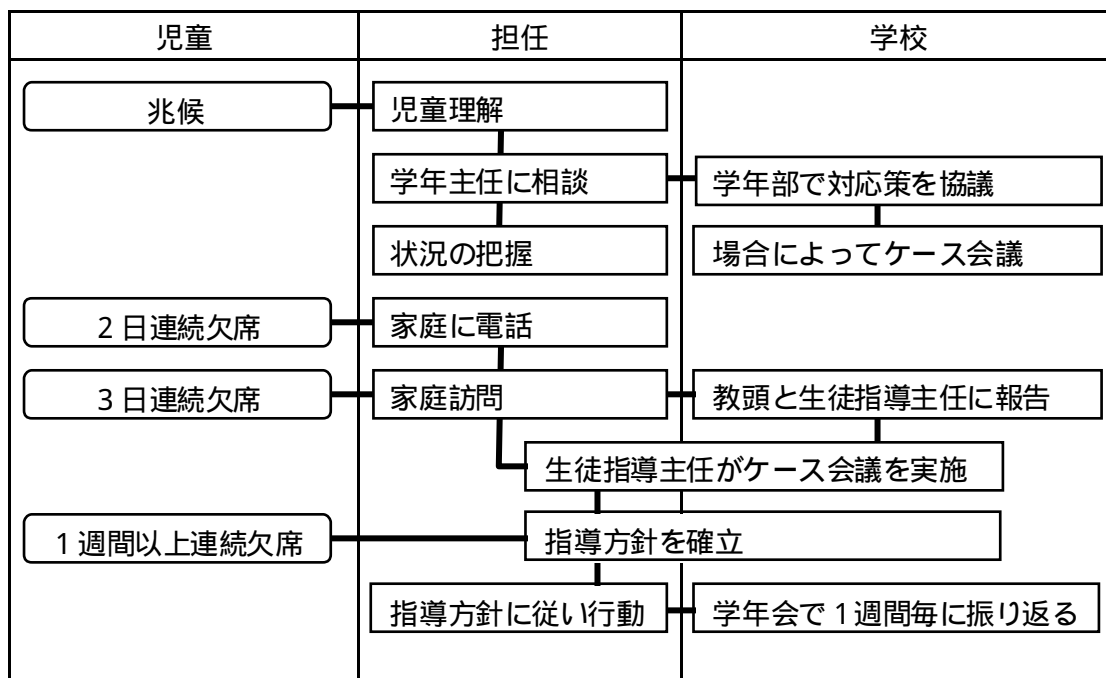 児童 担任 学校
兆候 児童理解
学年主任に相談 学年部で対応策を協議
状況の把握 場合によってケース会議
2日連続欠席 家庭に電話
3日連続欠席 家庭訪問 教頭と生徒指導主任に報告
生徒指導主任がケース会議を実施
1週間以上連続欠席 指導方針を確立
指導方針に従い行動 学年会で1週間毎に振り返る